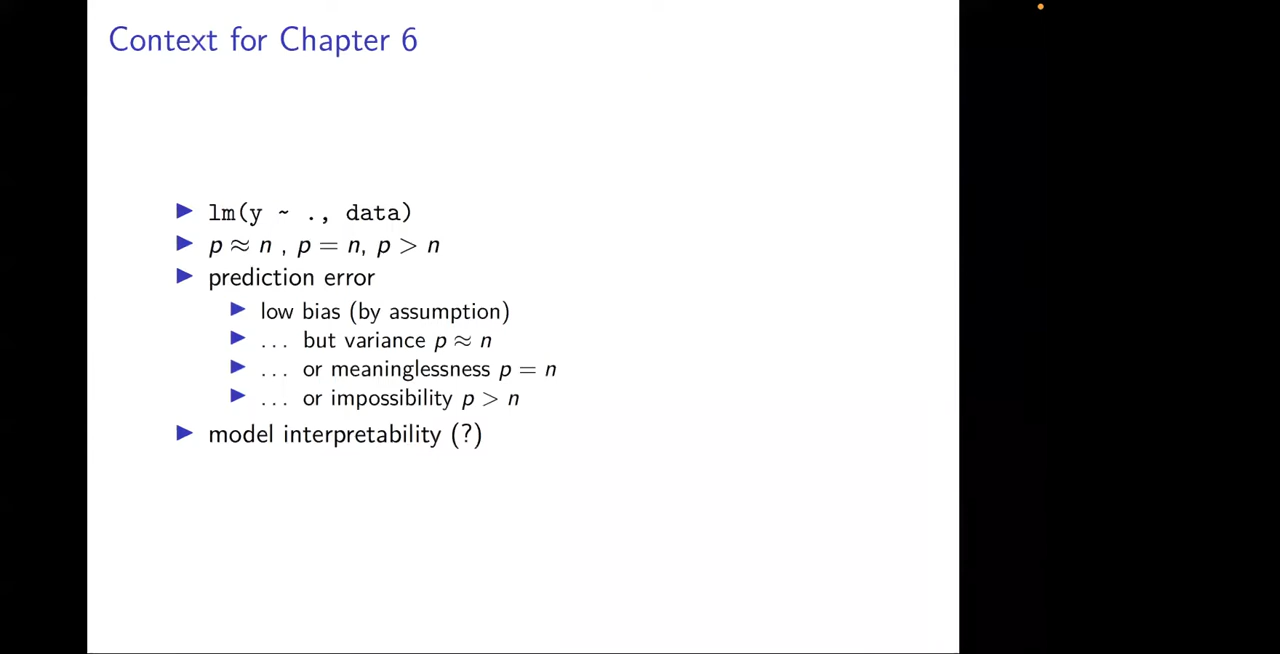 Context for Chapter 6
▶ lm(y ~ ., data)
▶ p ≈ n , p = n, p > n
▶ prediction error
▶ low bias (by assumption)
▶ ... but variance p ≈ n
▶ ... or meaninglessness p = n
▶ ... or impossibility p > n
▶ model interpretability (?)